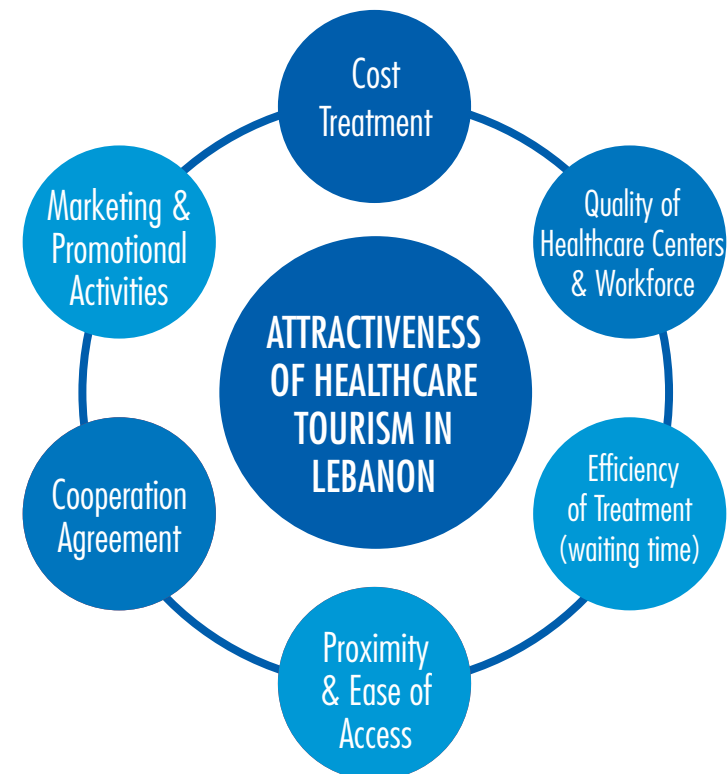 Cost
Treatment
Quality of
Healthcare Centers
& Workforce
Efficiency
of Treatment
(waiting time)
Proximity
& Ease of
Access
Cooperation
Agreement
Marketing &
Promotional
Activities
ATTRACTIVENESS
OF HEALTHCARE
TOURISM IN
LEBANON